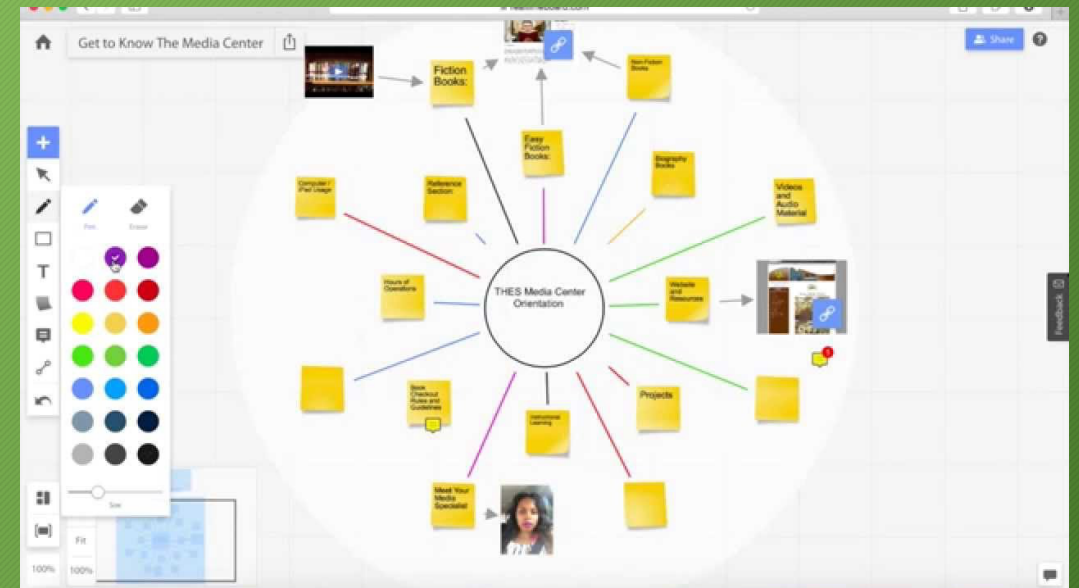 Get to Know The Media Center
Share
Fiction
Books:
Non-Fiction
Books
Easy
Fiction
Books:
Biography
Books
Computer /
iPad Usage
Reference
Section:
Videos
and
Audio
Material
Pen
Eraser
T
Hours of
Operations
THES Media Center
Orientation
Website
and
Resources
Feedback
1
Book
Checkout
Rules and
Guidelines
Instructional
Learning
Projects
Meet Your
Media
Specialist
Size
Fit
100%
100%